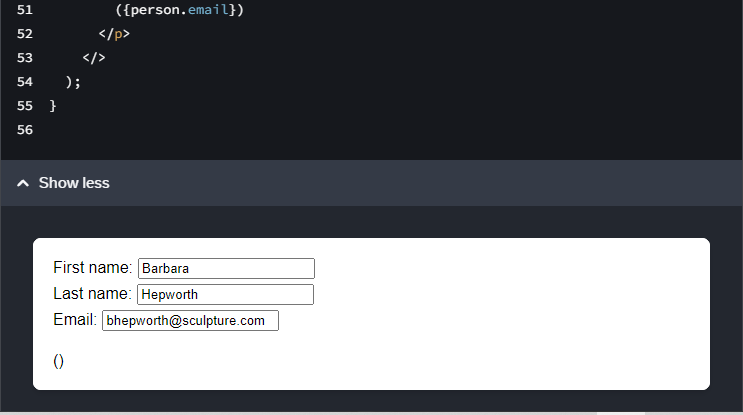 51 ({person.email})
52 </p>
53 </>
54 );
55 }
56
Show less
First name: Barbara
Last name: Hepworth
Email: bhepworth@sculpture.com
()